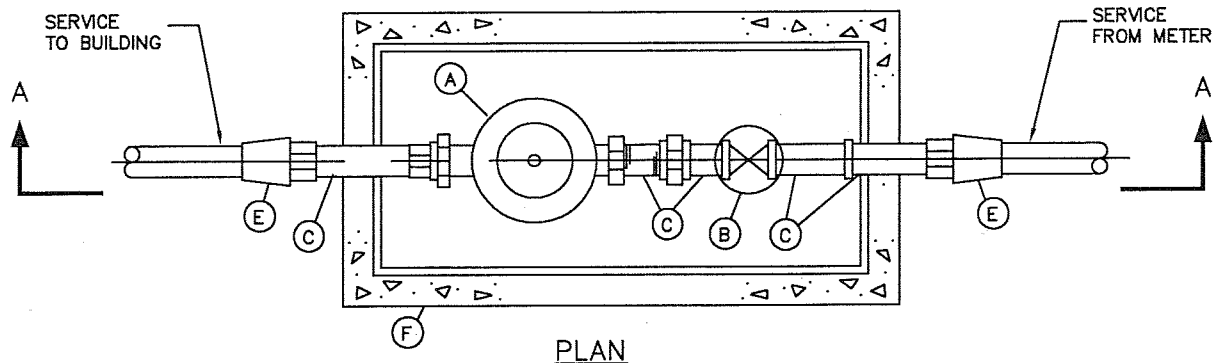 SERVICE
TO BUILDING
SERVICE
FROM METER
A
A
A
E
C
C
B
C
E
F
PLAN